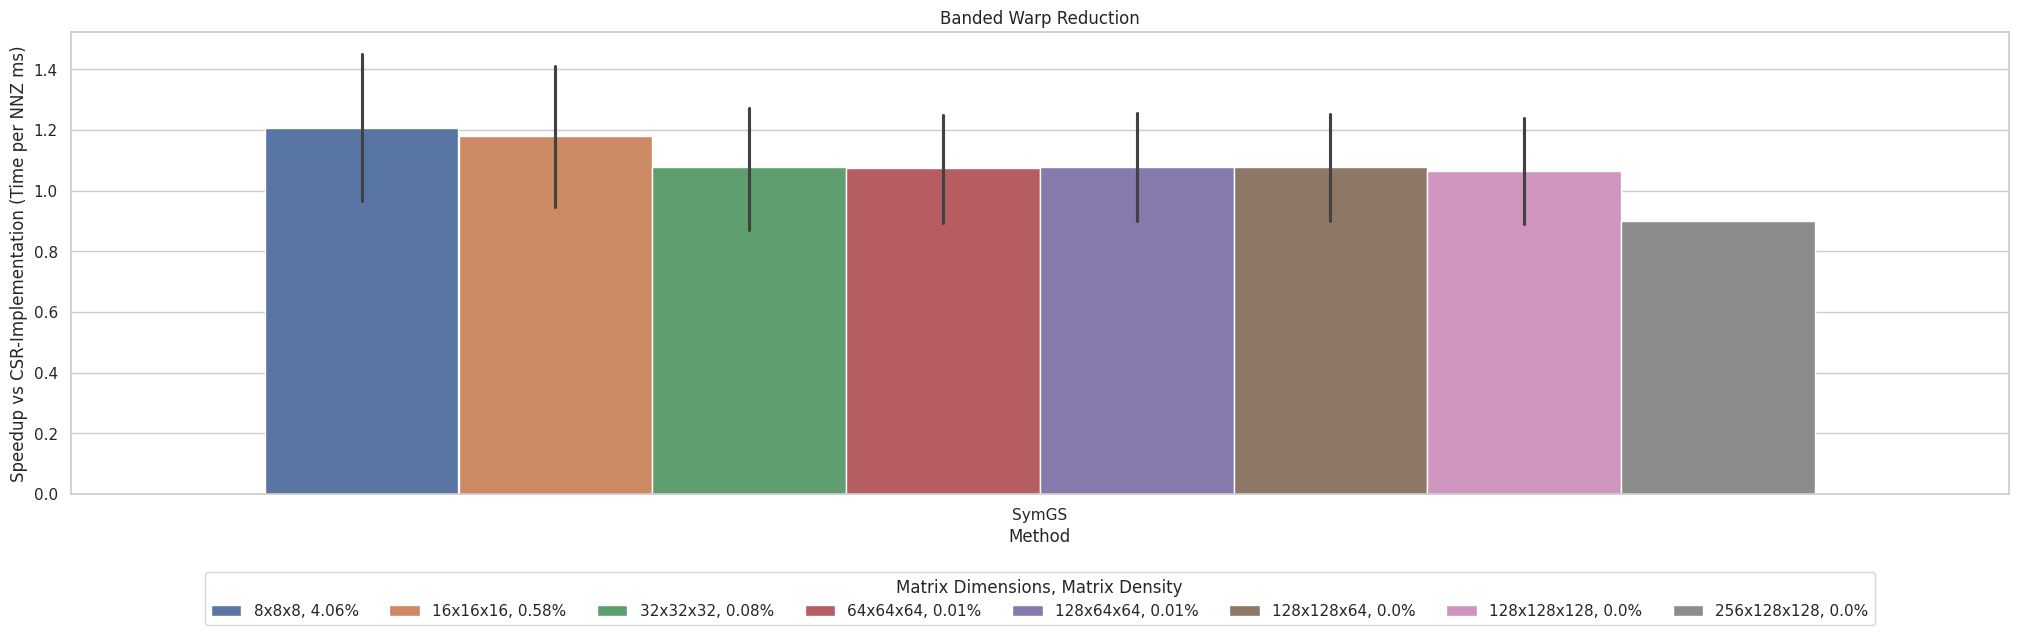 Banded Warp Reduction
Speedup vs CSR-Implementation (Time per NNZ ms)
1.4
1.2
1.0
0.8
0.6
0.4
0.2
0.0
SymGS
Method
Matrix Dimensions, Matrix Density
8x8x8, 4.06% 16x16x16, 0.58% 32x32x32, 0.08% 64x64x64, 0.01% 128x64x64, 0.01% 128x128x64, 0.0% 128x128x128, 0.0% 256x128x128, 0.0%